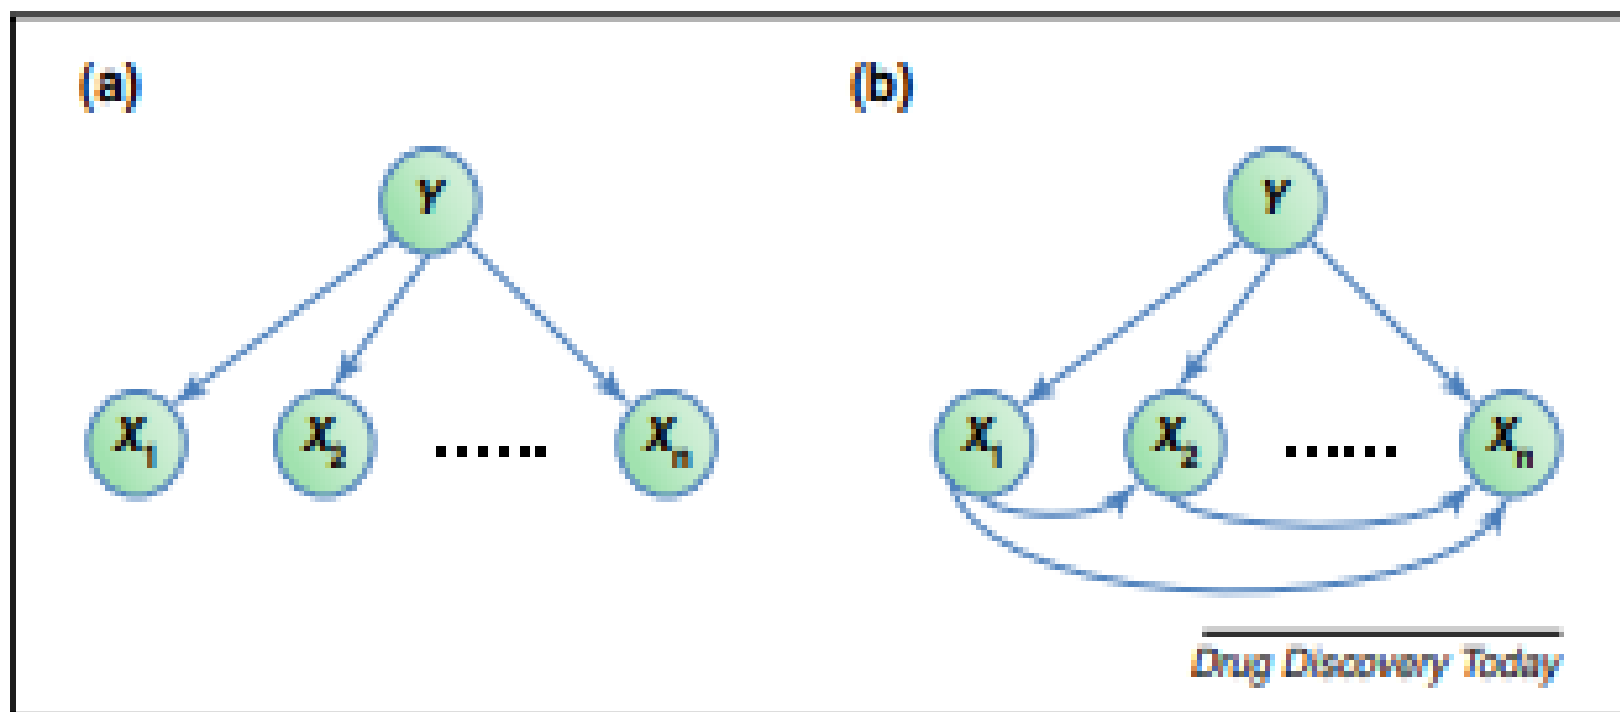 (a) (b)
Y Y
X1 X2 ...... Xn X1 X2 ...... Xn
Drug Discovery Today